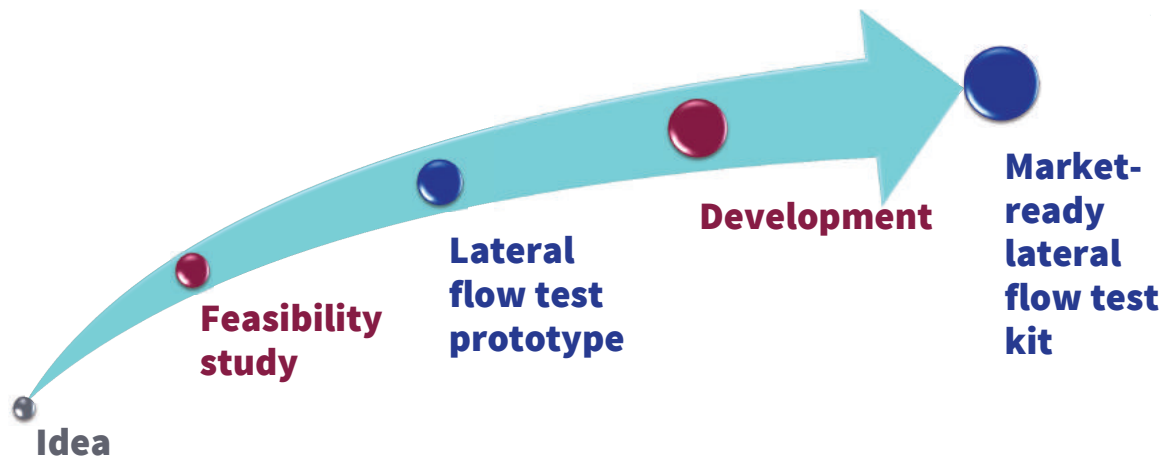 Idea
Feasibility
study
Lateral
flow test
prototype
Development
Market-
ready
lateral
flow test
kit